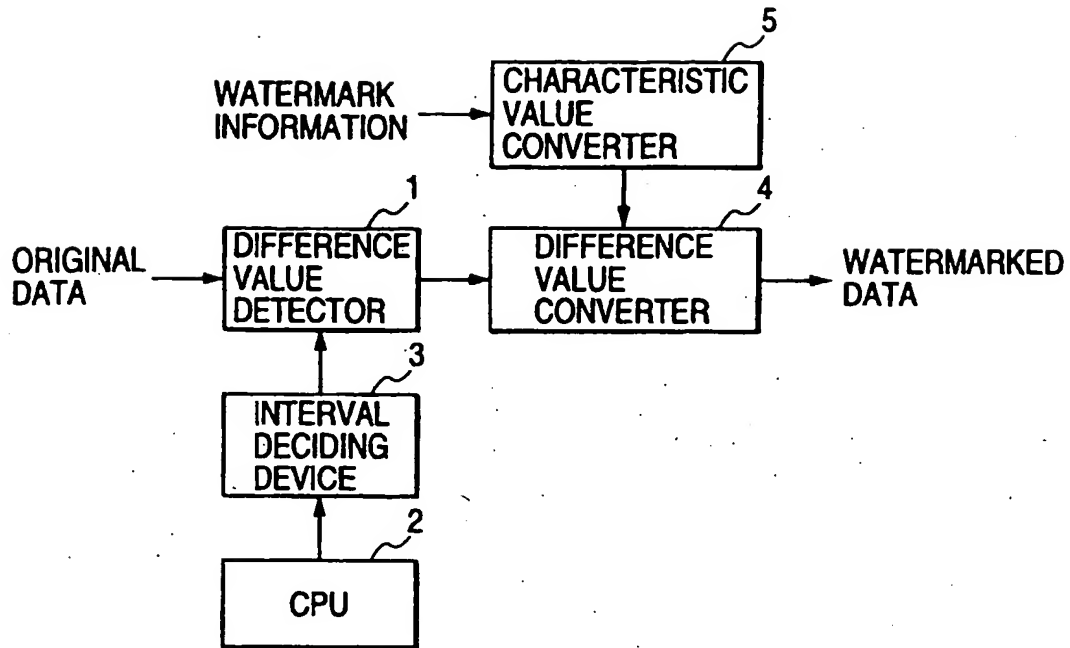 5
WATERMARK
INFORMATION
CHARACTERISTIC
VALUE
CONVERTER
1
4
ORIGINAL
DATA
DIFFERENCE
VALUE
DETECTOR
DIFFERENCE
VALUE
CONVERTER
WATERMARKED
DATA
3
INTERVAL
DECIDING
DEVICE
2
CPU